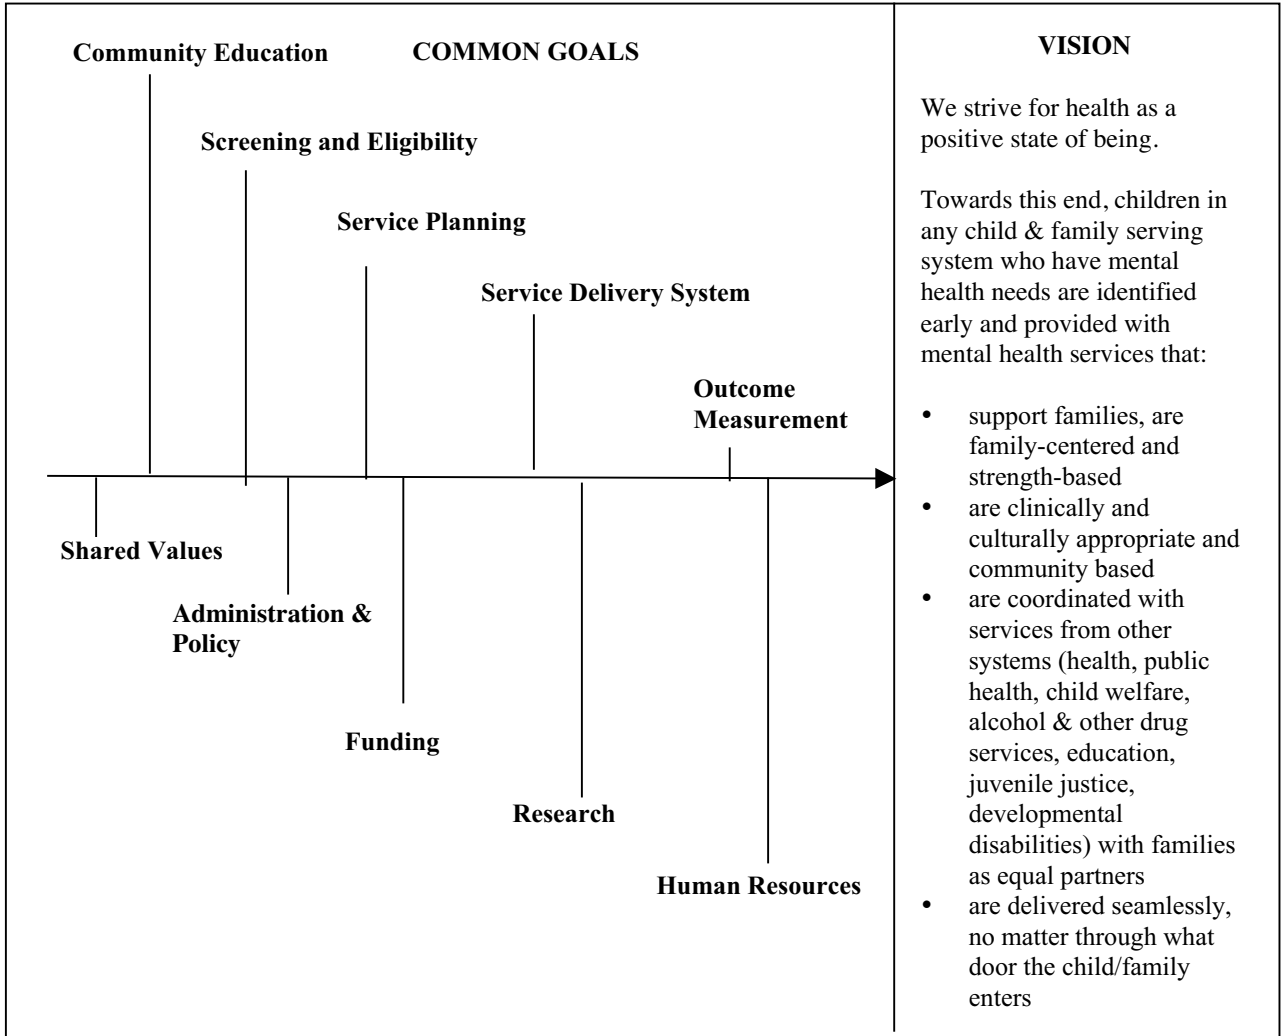 Community Education
COMMON GOALS
Screening and Eligibility
Service Planning
Service Delivery System
Outcome
Measurement
Shared Values
Administration &
Policy
Funding
Research
Human Resources
VISION
We strive for health as a
positive state of being.
Towards this end, children in
any child & family serving
system who have mental
health needs are identified
early and provided with
mental health services that:
• support families, are
family-centered and
strength-based
• are clinically and
culturally appropriate and
community based
• are coordinated with
services from other
systems (health, public
health, child welfare,
alcohol & other drug
services, education,
juvenile justice,
developmental
disabilities) with families
as equal partners
• are delivered seamlessly,
no matter through what
door the child/family
enters